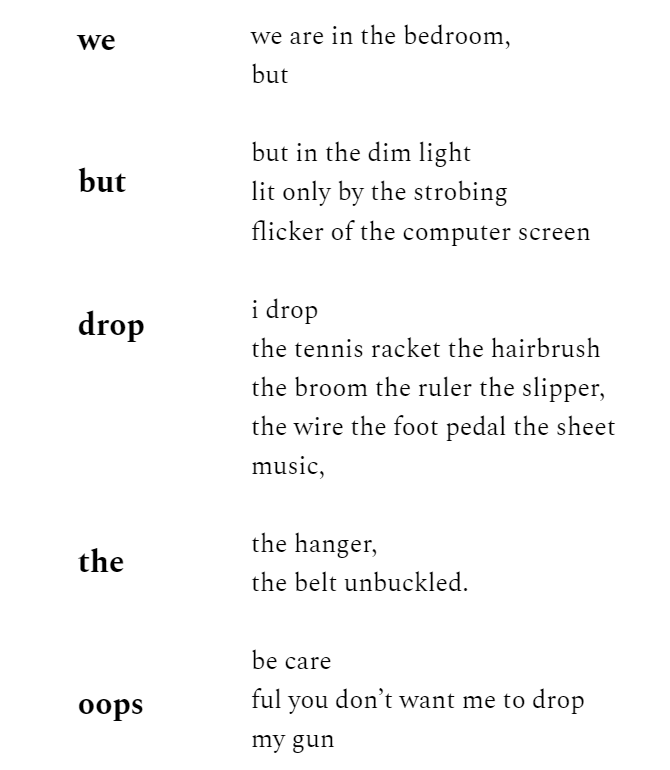 we
we are in the bedroom,
but
but
but in the dim light
lit only by the strobing
flicker of the computer screen
drop
i drop
the tennis racket the hairbrush
the broom the ruler the slipper,
the wire the foot pedal the sheet
music,
the
the hanger,
the belt unbuckled.
oops
be care
ful you don’t want me to drop
my gun